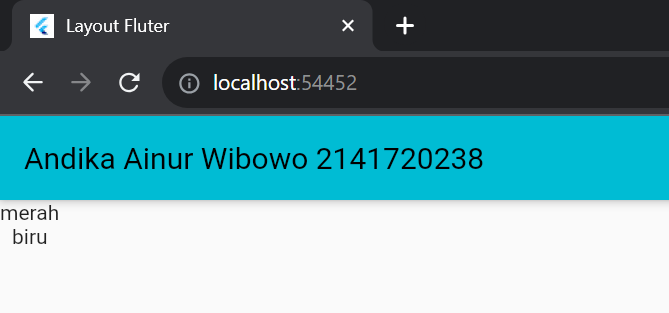 Layout Fluter
localhost:54452
Andika Ainur Wibowo 2141720238
merah
biru